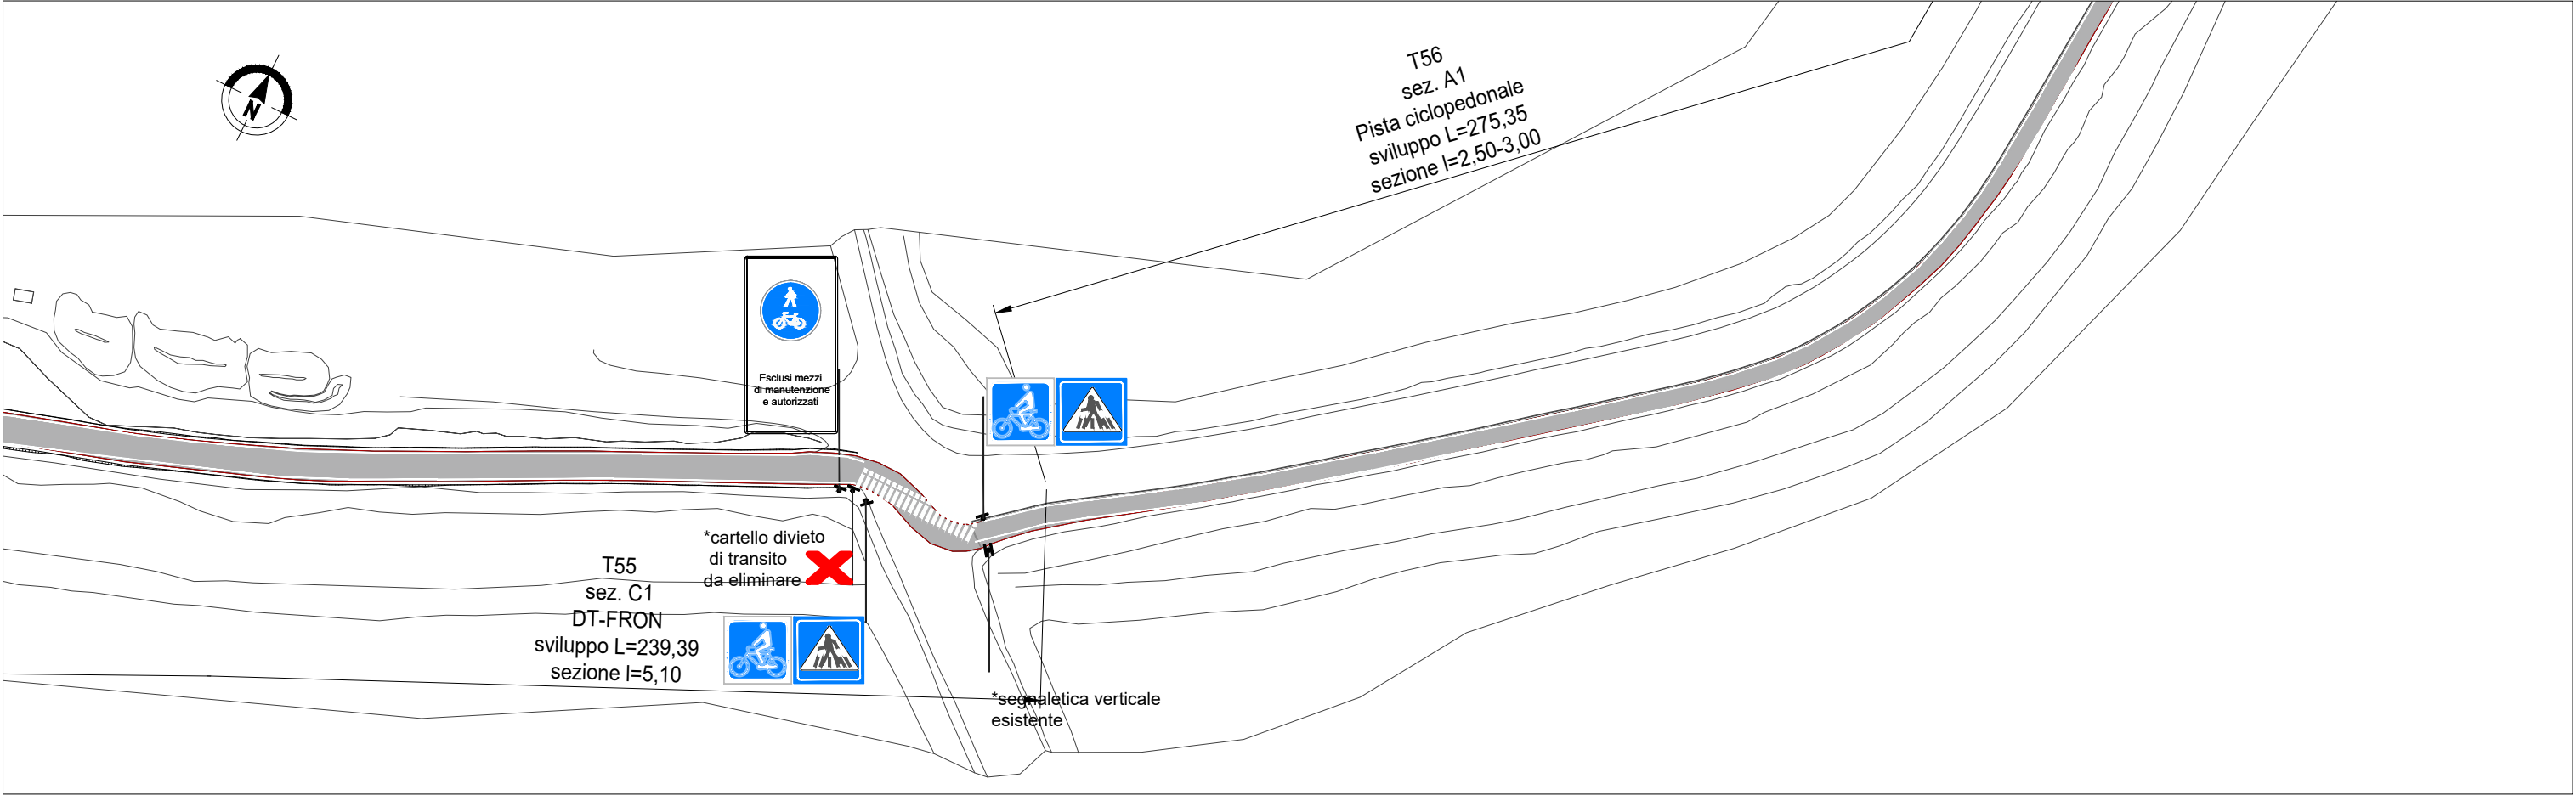 N
T56
sez. A1
Pista ciclopedonale
sviluppo L=275,35
sezione l=2,50-3,00
Esclusi mezzi
di manutenzione
e autorizzati
*cartello divieto
di transito
da eliminare
T55
sez. C1
DT-FRON
sviluppo L=239,39
sezione l=5,10
*segnaletica verticale
esistente